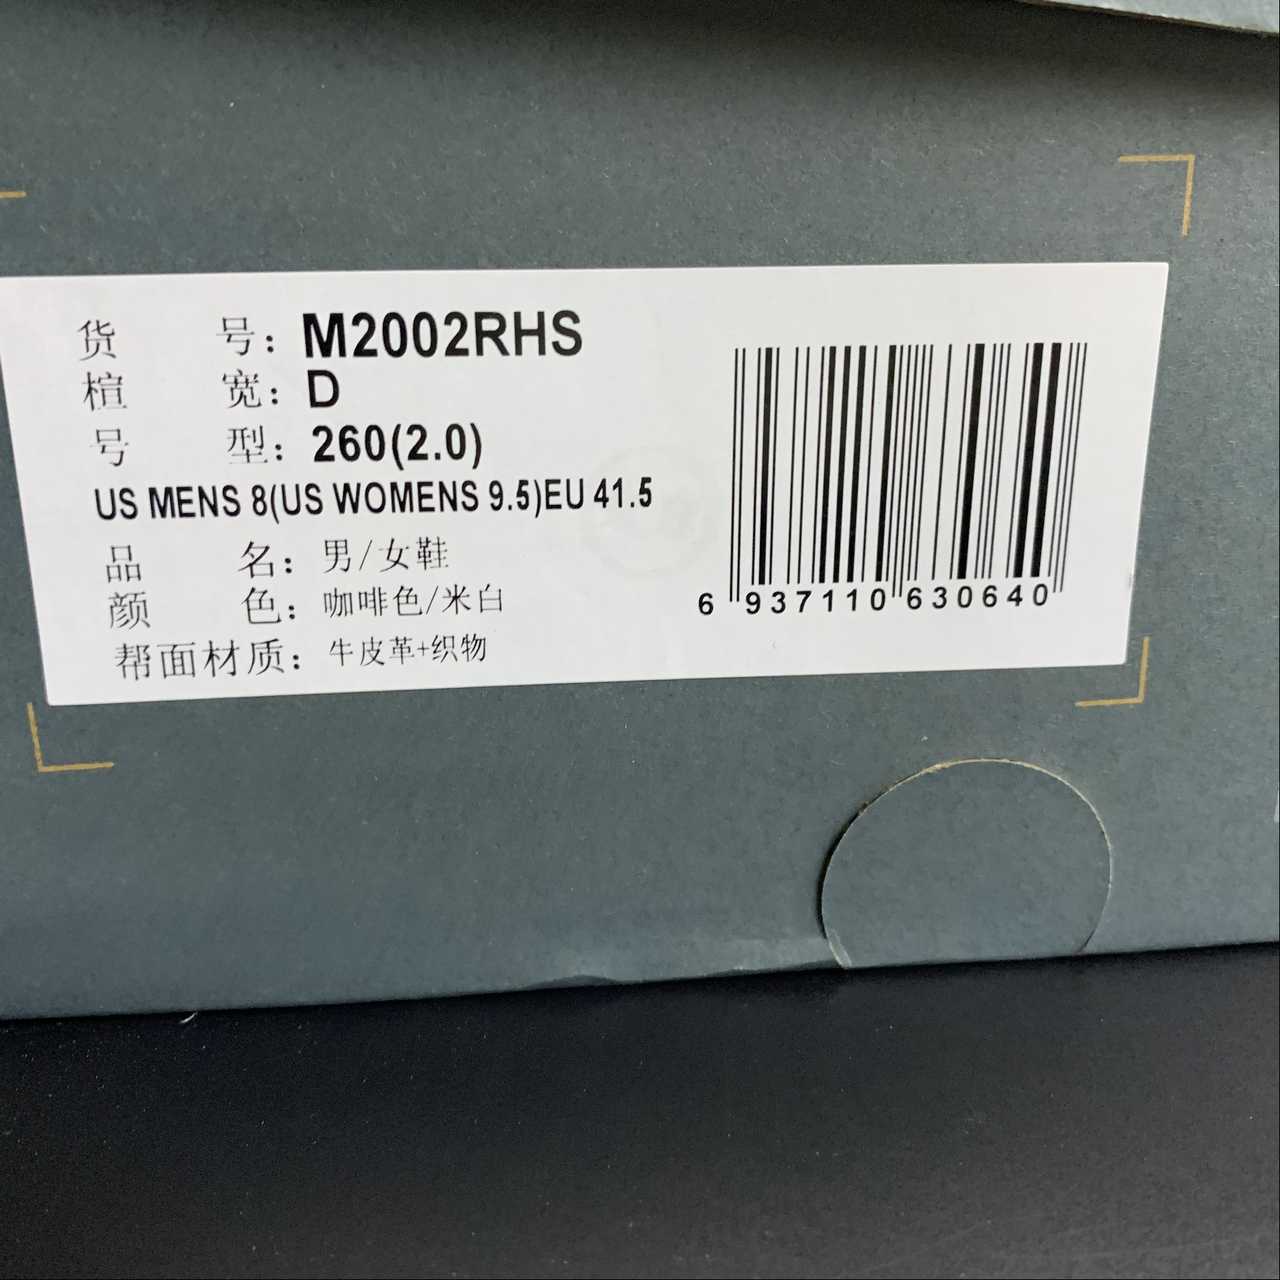 货 号: M2002RHS
楦 宽: D
号 型: 260(2.0)
US MENS 8(US WOMENS 9.5)EU 41.5
品 名: 男/女鞋
颜 色: 咖啡色/米白
帮面材质: 牛皮革+织物
6 937110 630640